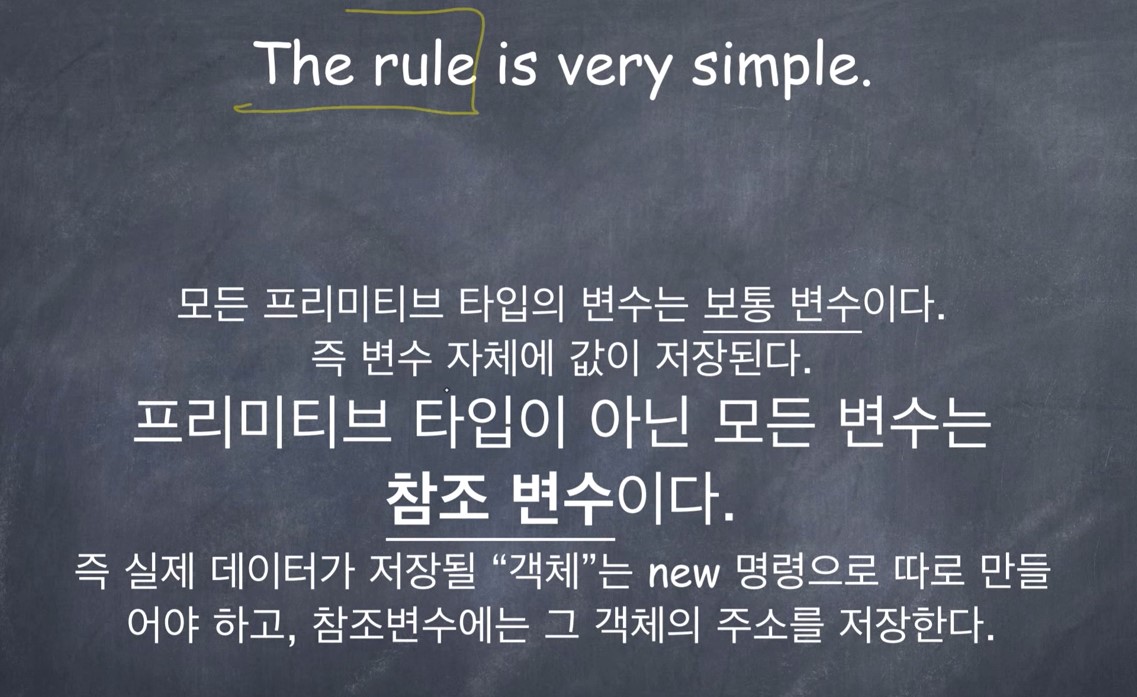 The rule is very simple.
모든 프리미티브 타입의 변수는 보통 변수이다.
즉 변수 자체에 값이 저장된다.
프리미티브 타입이 아닌 모든 변수는
참조 변수이다.
즉 실제 데이터가 저장될 “객체”는 new 명령으로 따로 만들
어야 하고, 참조변수에는 그 객체의 주소를 저장한다.